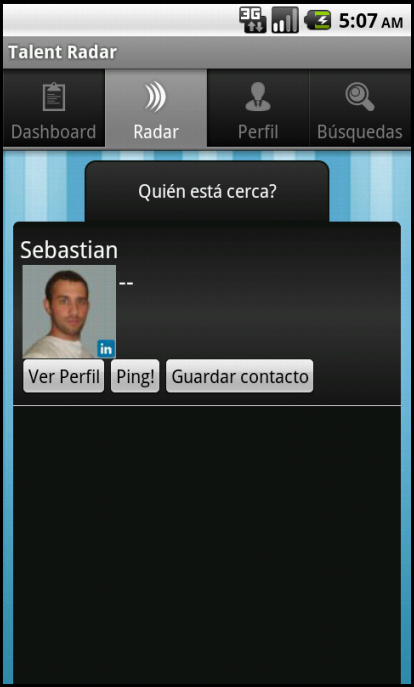 3G 5:07 AM
Talent Radar
Dashboard Radar Perfil Búsquedas
Quién está cerca?
Sebastian
--
in
Ver Perfil Ping! Guardar contacto